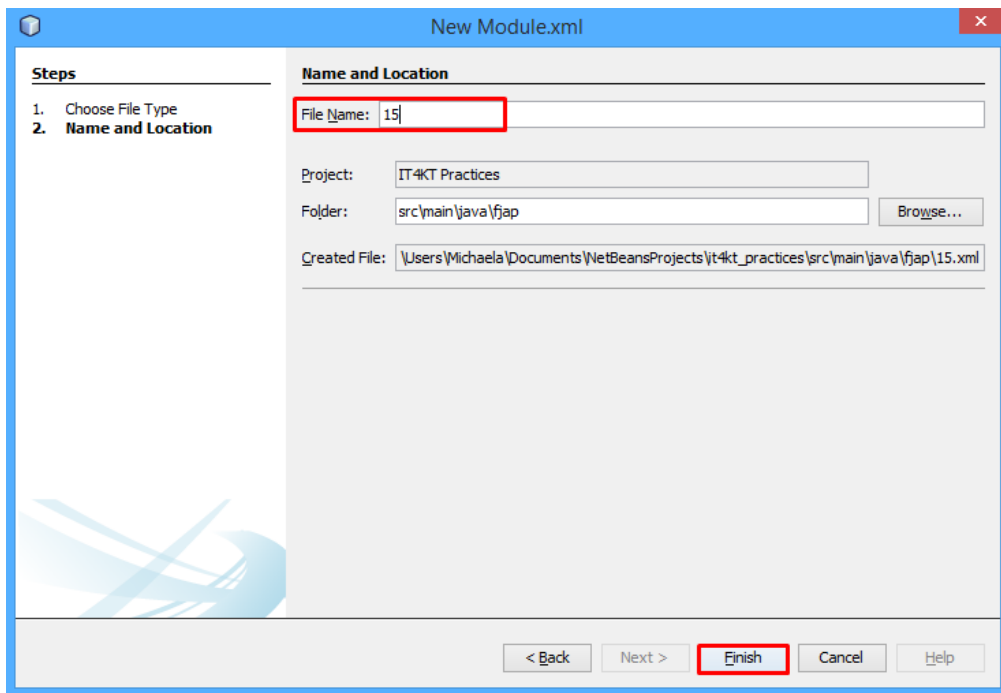 New Module.xml
Steps
1. Choose File Type
2. Name and Location
Name and Location
File Name: 15
Project: IT4KT Practices
Folder: src\main\java\fjap Browse...
Created File: \Users\Michaela\Documents\NetBeansProjects\it4kt_practices\src\main\java\fjap\15.xml
< Back Next > Finish Cancel Help